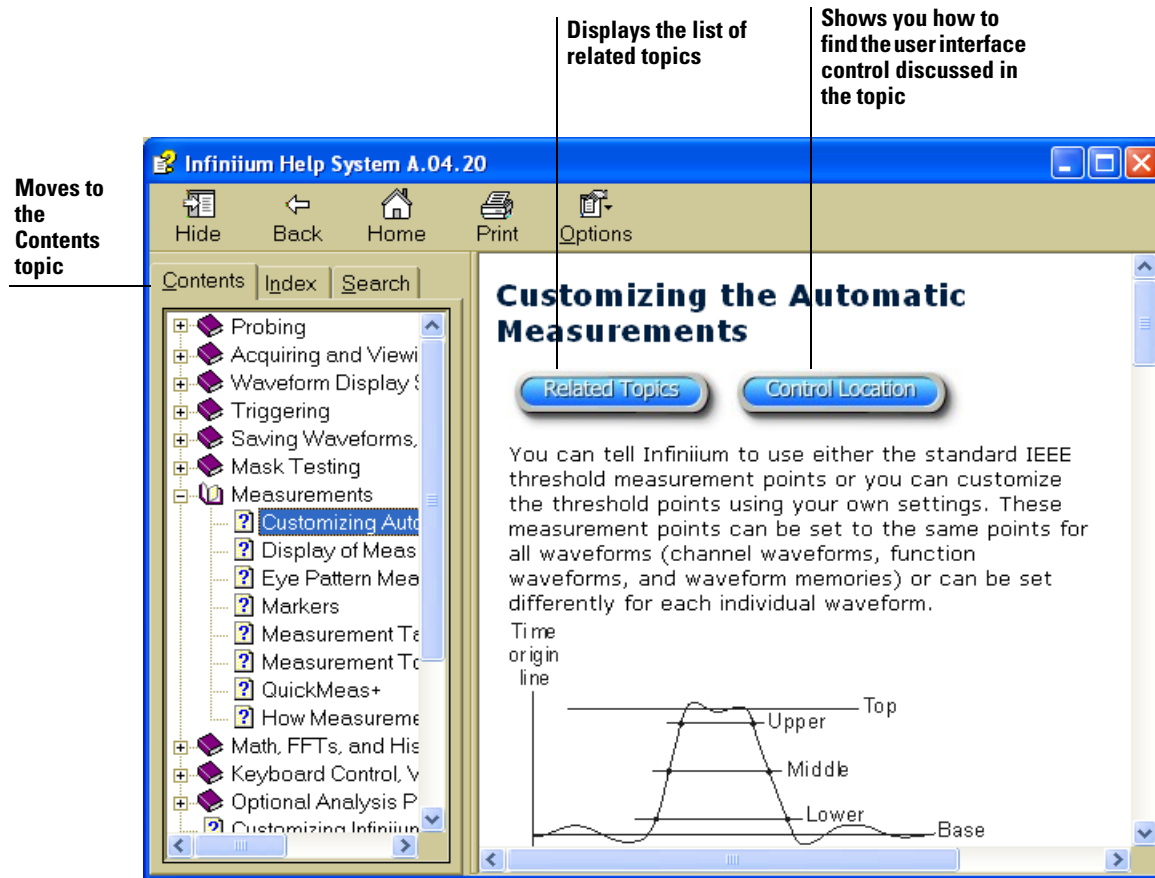 Displays the list of
related topics
Shows you how to
find the user interface
control discussed in
the topic
Moves to
the
Contents
topic
Infiniium Help System A.04.20
Hide Back Home Print Options
Contents Index Search
Probing
Acquiring and Viewi
Waveform Display S
Triggering
Saving Waveforms,
Mask Testing
Measurements
Customizing Auto
Display of Meas
Eye Pattern Mea
Markers
Measurement Ta
Measurement To
QuickMeas+
How Measureme
Math, FFTs, and His
Keyboard Control, V
Optional Analysis P
Customizing Infiniium
Customizing the Automatic
Measurements
Related Topics Control Location
You can tell Infiniium to use either the standard IEEE
threshold measurement points or you can customize
the threshold points using your own settings. These
measurement points can be set to the same points for
all waveforms (channel waveforms, function
waveforms, and waveform memories) or can be set
differently for each individual waveform.
Time
origin
line
Top
Upper
Middle
Lower
Base